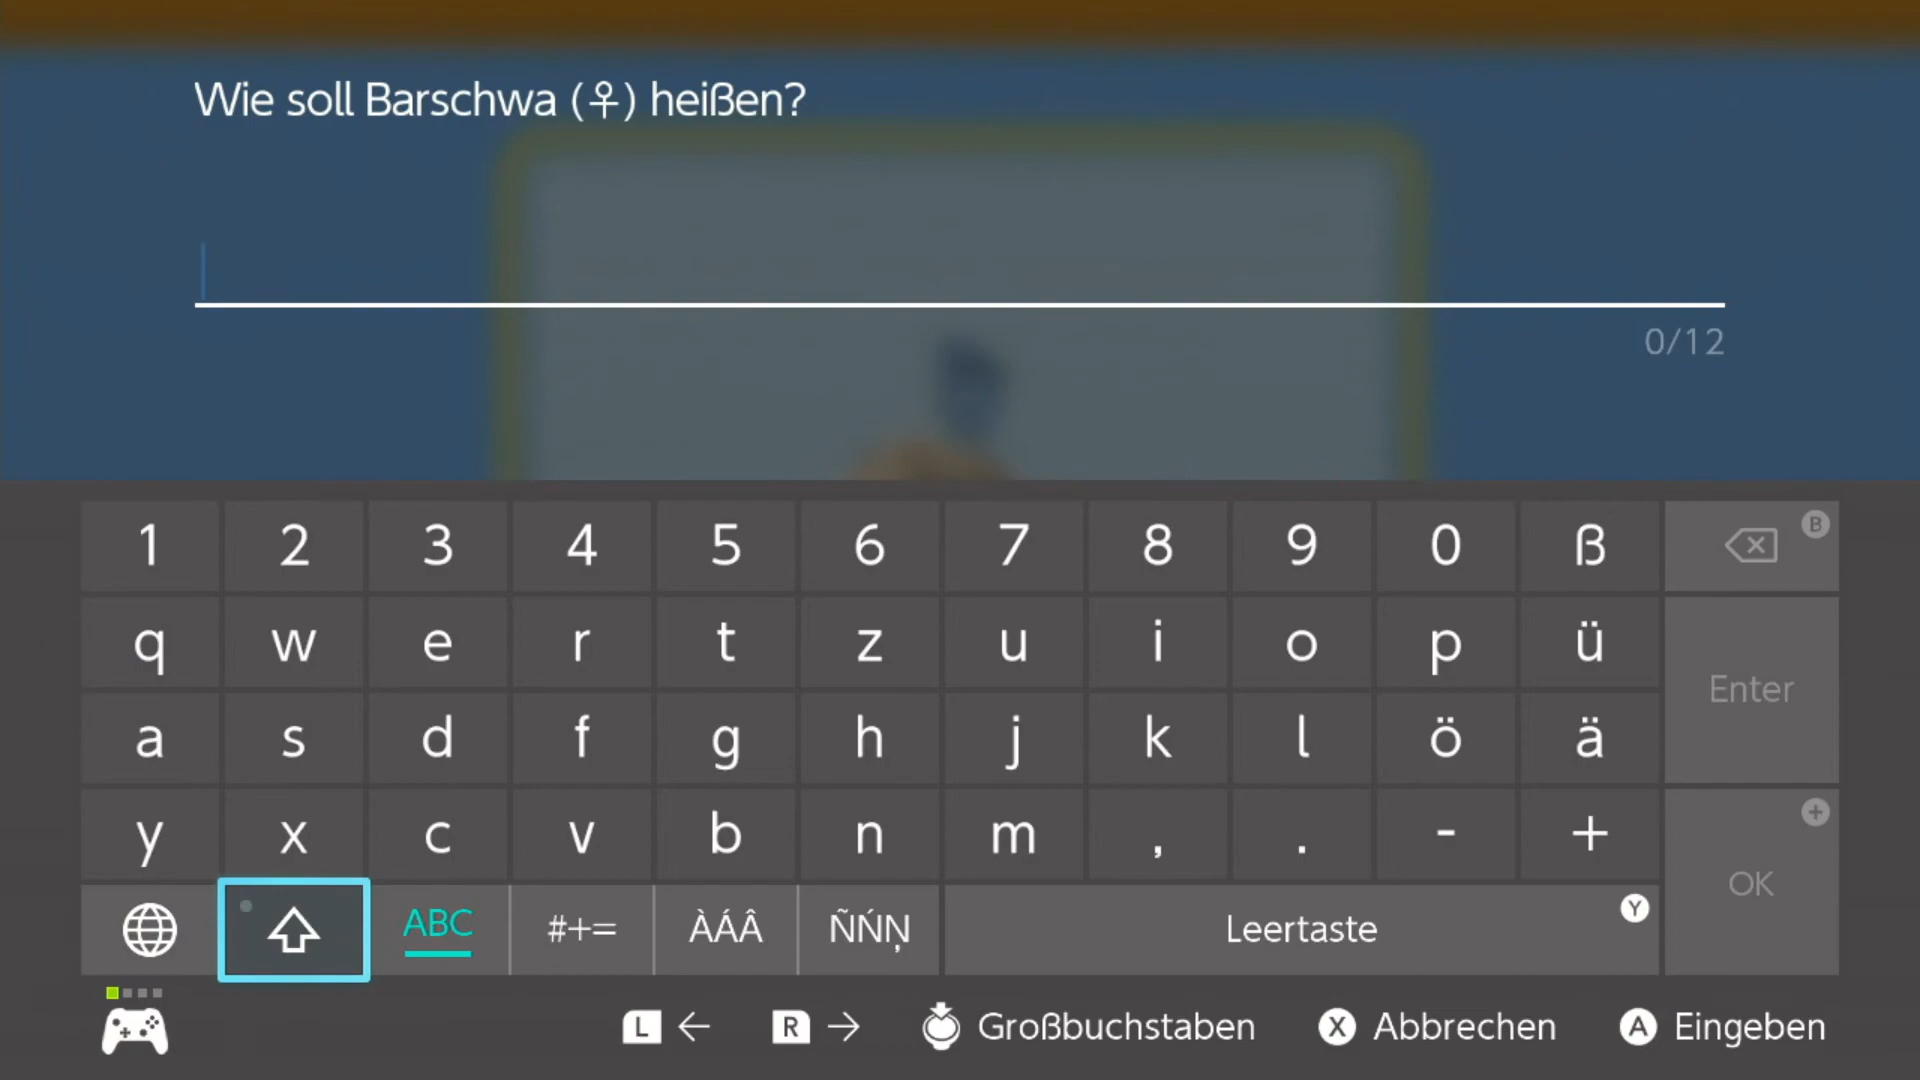 Wie soll Barschwa (♀) heißen?
0/12
1 2 3 4 5 6 7 8 9 0 ß B
q w e r t z u i o p ü
Enter
a s d f g h j k l ö ä
y x c v b n m , . - + +
OK
ABC #+= ÀÁÂ ÑŃŅ Leertaste Y
L ← R → Großbuchstaben X Abbrechen A Eingeben